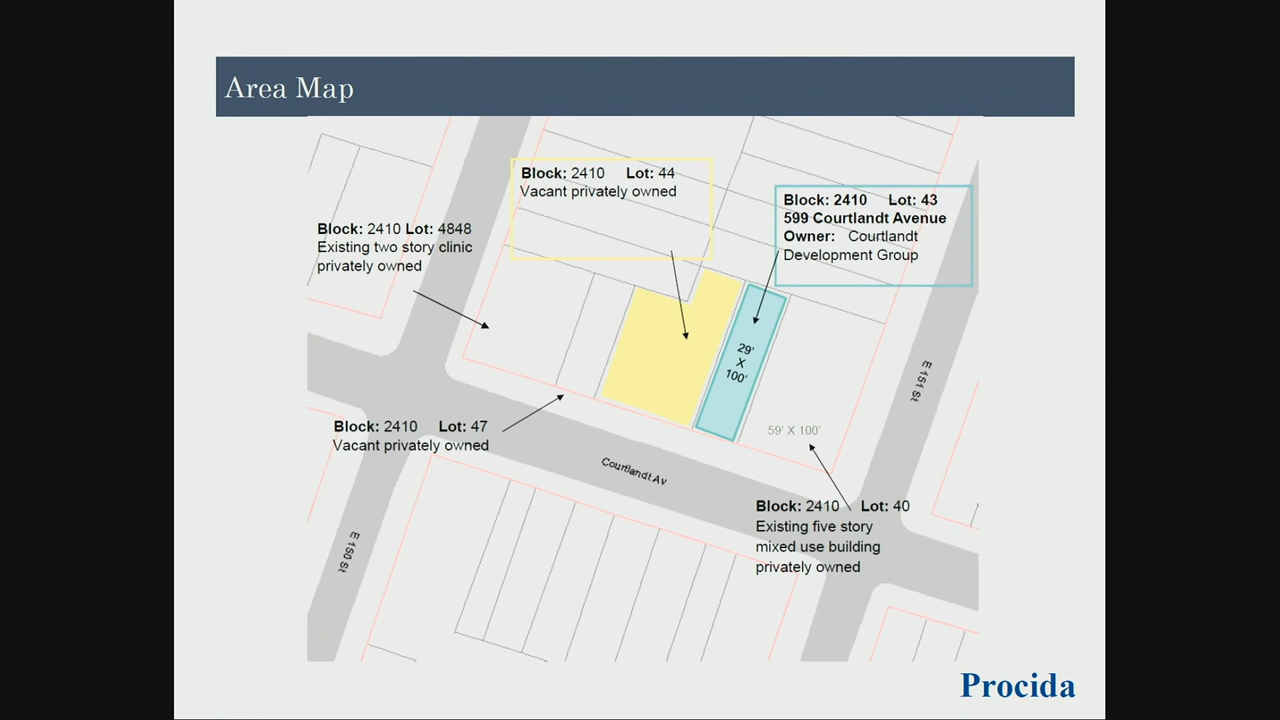 Area Map
Block: 2410 Lot: 44
Vacant privately owned
Block: 2410 Lot: 43
599 Courtlandt Avenue
Owner: Courtlandt
Development Group
Block: 2410 Lot: 4848
Existing two story clinic
privately owned
29'
X
100'
E 151 St
Block: 2410 Lot: 47
Vacant privately owned
59' X 100'
Courtlandt Av
Block: 2410 Lot: 40
Existing five story
mixed use building
privately owned
E 150 St
Procida